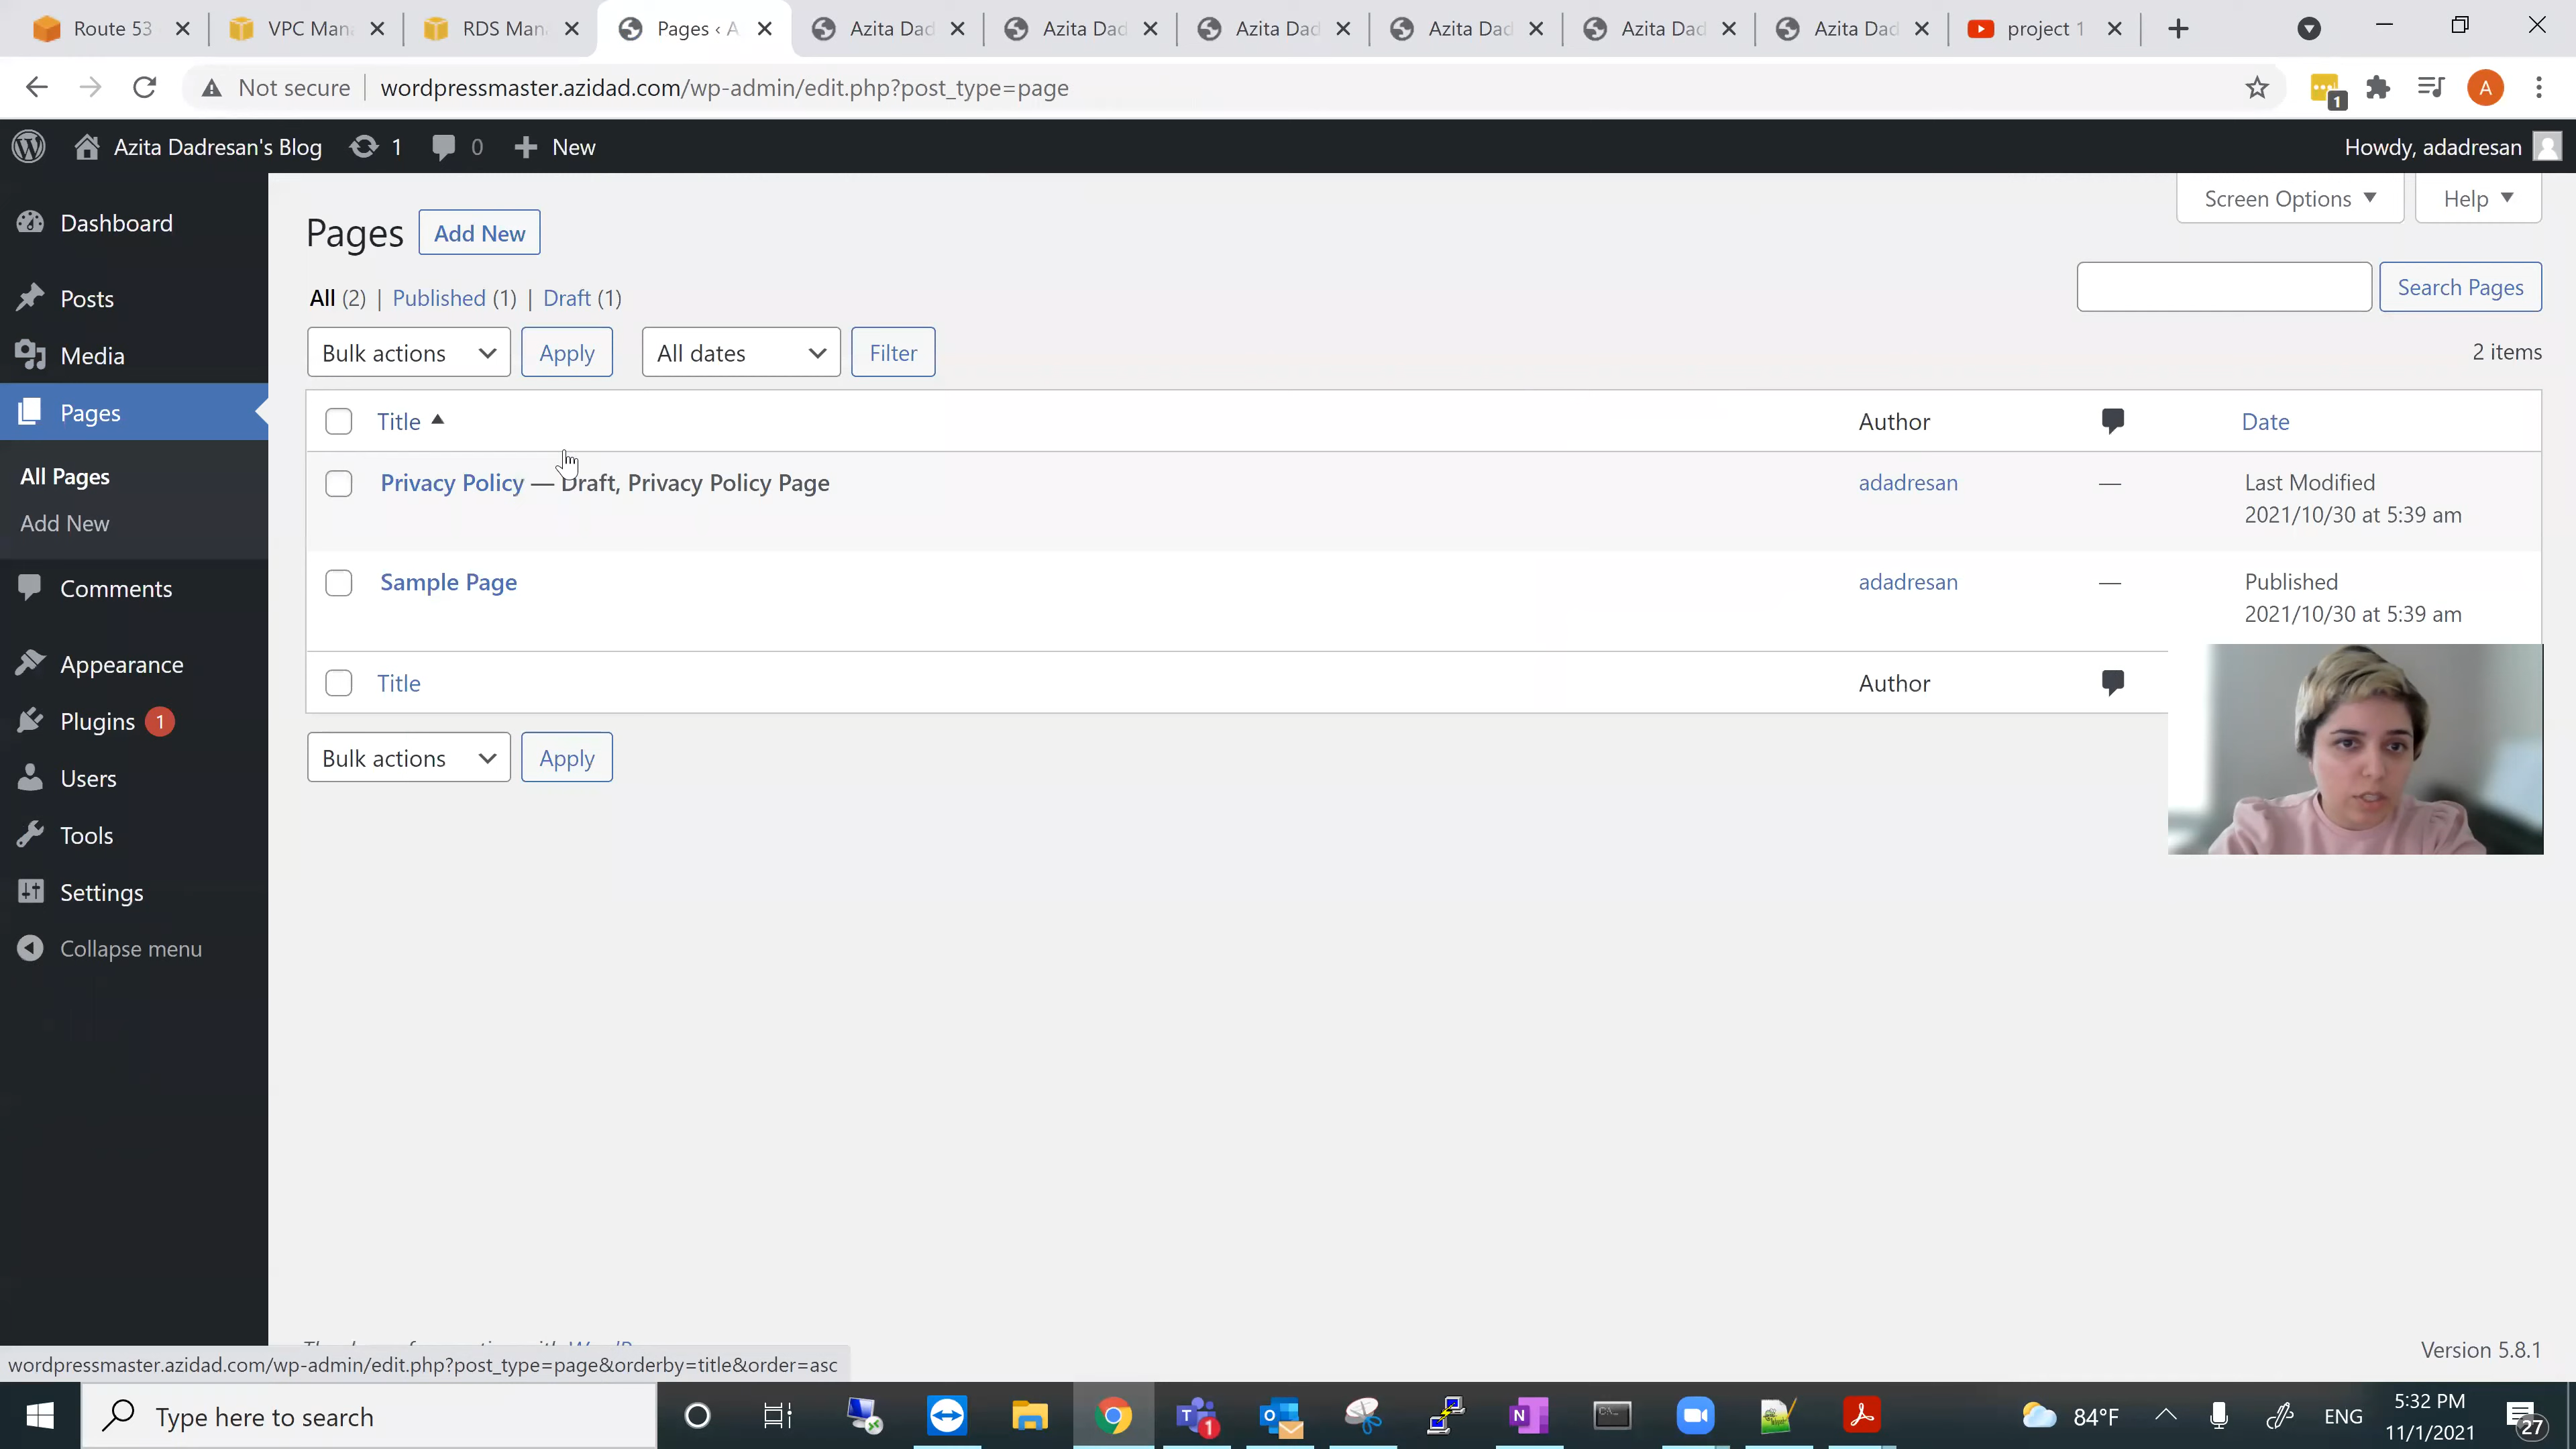 Route 53
VPC Man
RDS Man
Pages ‹ A
Azita Dad
Azita Dad
Azita Dad
Azita Dad
Azita Dad
Azita Dad
project 1
Not secure
wordpressmaster.azidad.com/wp-admin/edit.php?post_type=page
1
A
Azita Dadresan's Blog
1
0
New
Howdy, adadresan
Dashboard
Posts
Media
Pages
All Pages
Add New
Comments
Appearance
Plugins 1
Users
Tools
Settings
Collapse menu
Screen Options
Help
Pages
Add New
All (2) | Published (1) | Draft (1)
Search Pages
Bulk actions
Apply
All dates
Filter
2 items
Title
Author
Date
Privacy Policy — Draft, Privacy Policy Page
adadresan
—
Last Modified
2021/10/30 at 5:39 am
Sample Page
adadresan
—
Published
2021/10/30 at 5:39 am
Title
Author
Bulk actions
Apply
Version 5.8.1
wordpressmaster.azidad.com/wp-admin/edit.php?post_type=page&orderby=title&order=asc
Type here to search
84°F
ENG
5:32 PM
11/1/2021
27